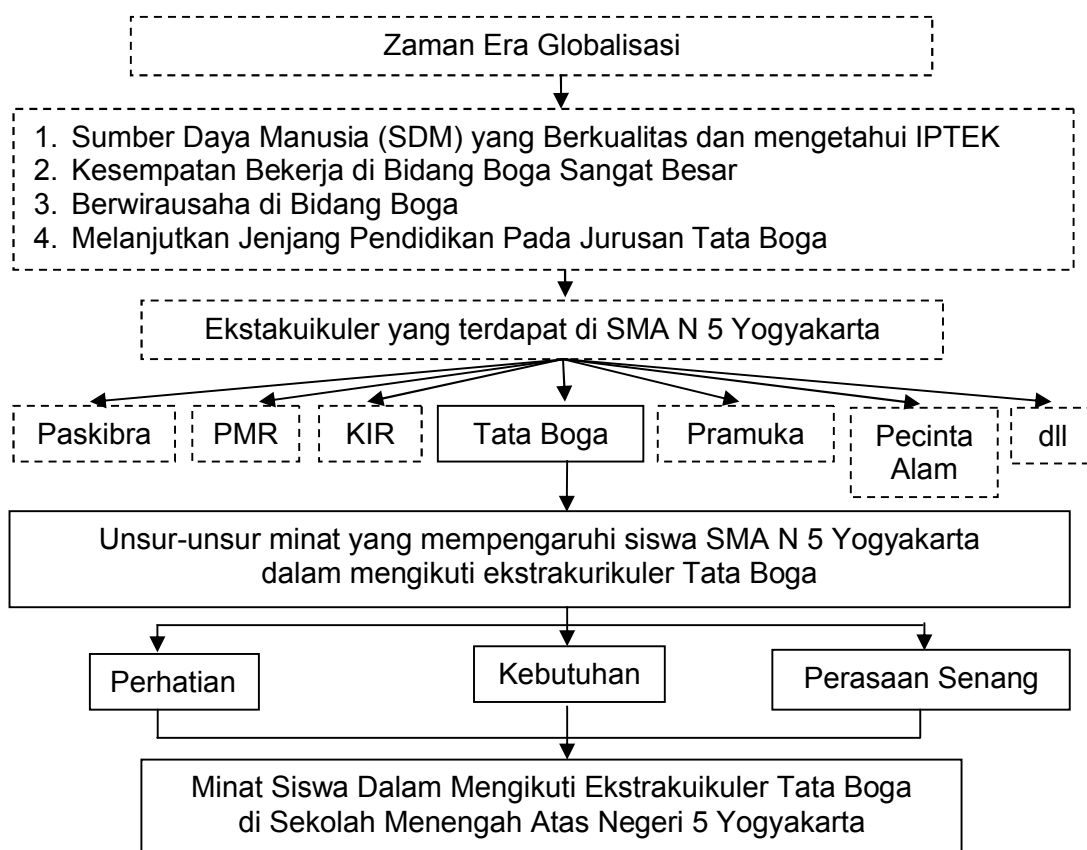 Zaman Era Globalisasi
1. Sumber Daya Manusia (SDM) yang Berkualitas dan mengetahui IPTEK
2. Kesempatan Bekerja di Bidang Boga Sangat Besar
3. Berwirausaha di Bidang Boga
4. Melanjutkan Jenjang Pendidikan Pada Jurusan Tata Boga
Ekstakuikuler yang terdapat di SMA N 5 Yogyakarta
Paskibra
PMR
KIR
Tata Boga
Pramuka
Pecinta
Alam
dll
Unsur-unsur minat yang mempengaruhi siswa SMA N 5 Yogyakarta
dalam mengikuti ekstrakurikuler Tata Boga
Perhatian
Kebutuhan
Perasaan Senang
Minat Siswa Dalam Mengikuti Ekstrakuikuler Tata Boga
di Sekolah Menengah Atas Negeri 5 Yogyakarta